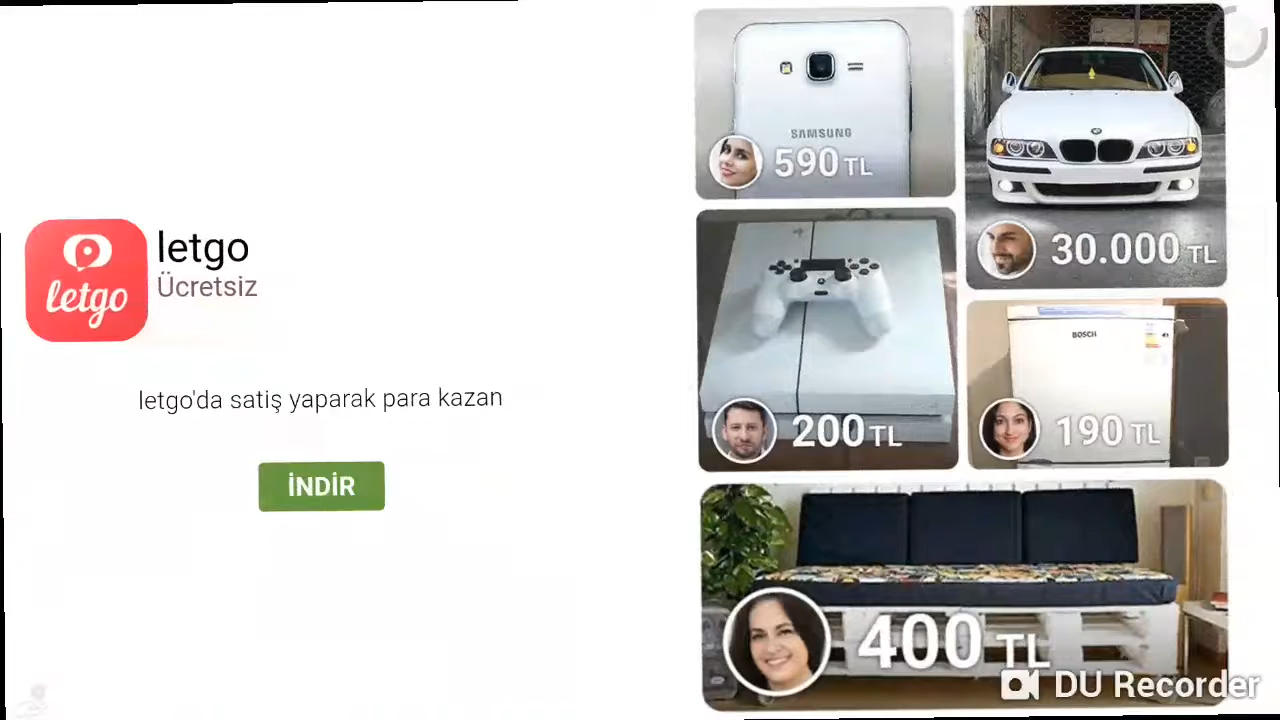 letgo
letgo
Ücretsiz
letgo'da satiş yaparak para kazan
İNDİR
SAMSUNG
590 TL
30.000 TL
200 TL
BOSCH
190 TL
400 TL
DU Recorder